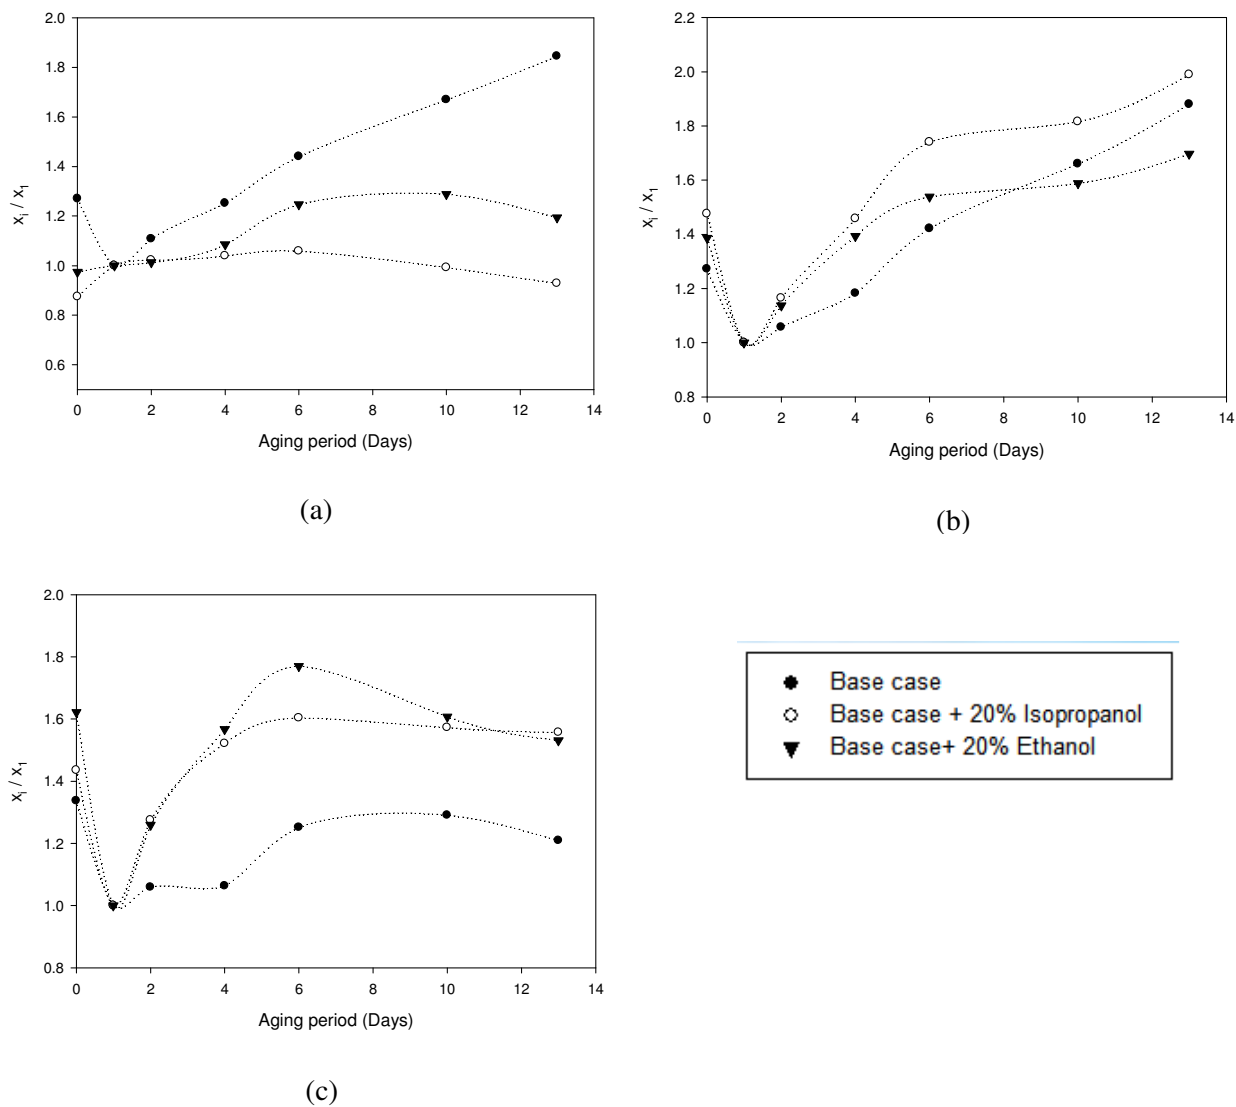 2.0
1.8
1.6
1.4
1.2
1.0
0.8
0.6
x_i / x_1
0 2 4 6 8 10 12 14
Aging period (Days)
(a)
2.2
2.0
1.8
1.6
1.4
1.2
1.0
0.8
x_i / x_1
0 2 4 6 8 10 12 14
Aging period (Days)
(b)
2.0
1.8
1.6
1.4
1.2
1.0
0.8
x_i / x_1
0 2 4 6 8 10 12 14
Aging period (Days)
(c)
Base case
Base case + 20% Isopropanol
Base case+ 20% Ethanol